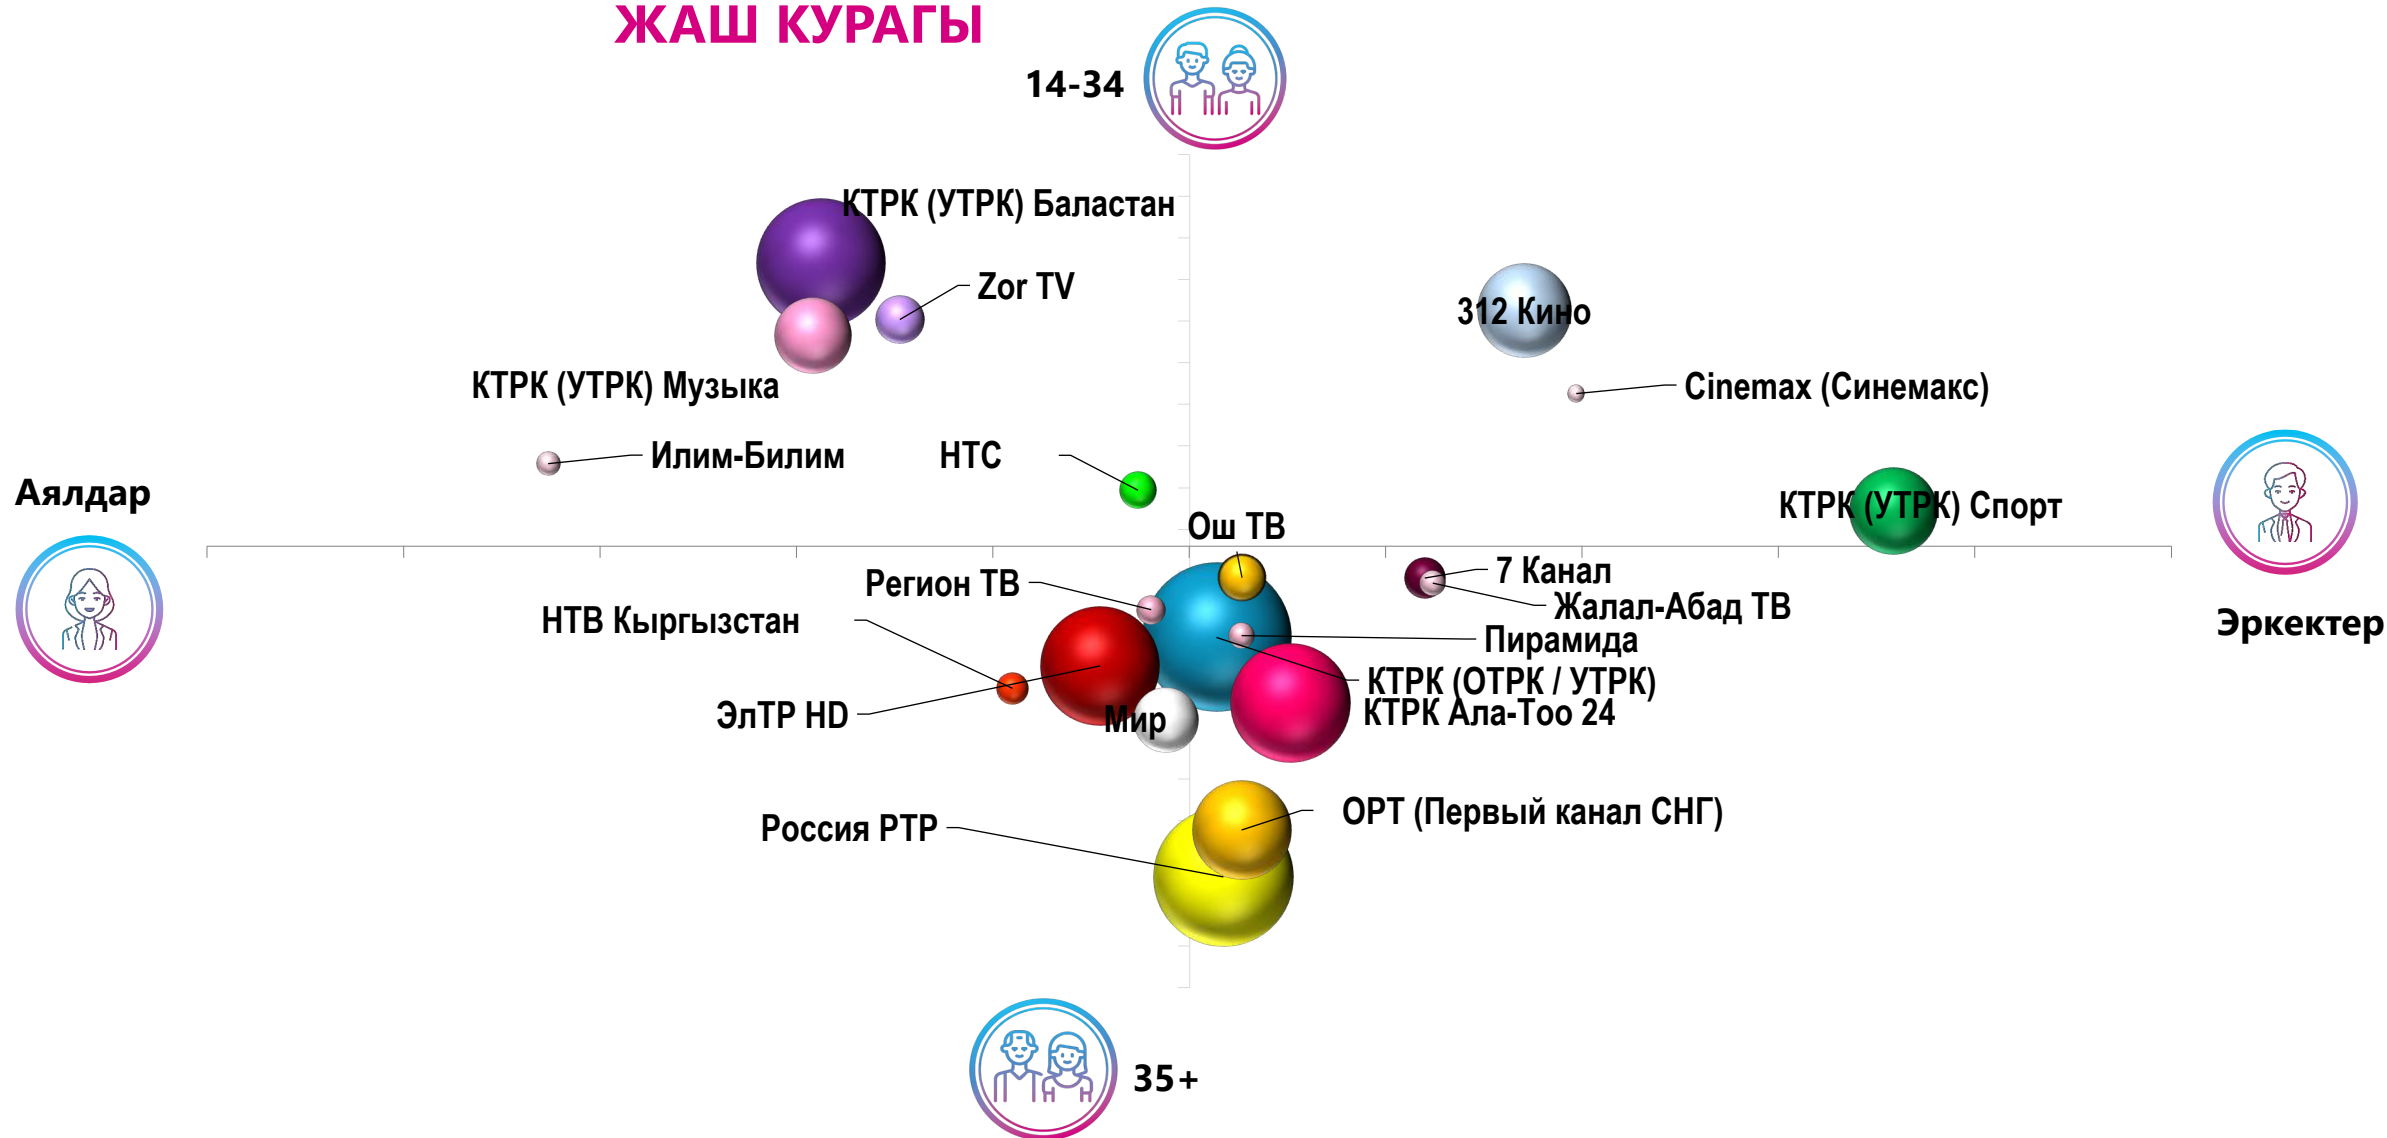 ЖАШ КУРАГЫ
14-34
КТРК (УТРК) Баластан
Zor TV
312 Кино
КТРК (УТРК) Музыка
Cinemax (Синемакс)
Илим-Билим
НТС
Аялдар
КТРК (УТРК) Спорт
Ош ТВ
7 Канал
Регион ТВ
Жалал-Абад ТВ
НТВ Кыргызстан
Эркектер
Пирамида
КТРК (ОТРК / УТРК)
ЭлТР HD
Мир
КТРК Ала-Тоо 24
ОРТ (Первый канал СНГ)
Россия РТР
35+